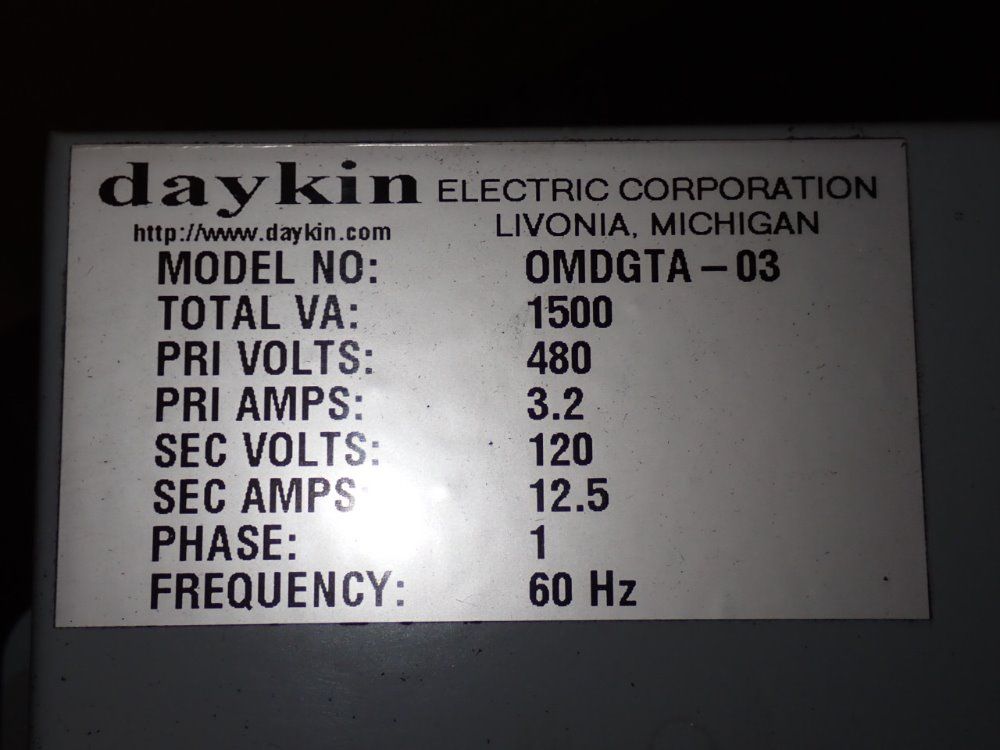 daykin ELECTRIC CORPORATION
http://www.daykin.com LIVONIA, MICHIGAN
MODEL NO: OMDGTA – 03
TOTAL VA: 1500
PRI VOLTS: 480
PRI AMPS: 3.2
SEC VOLTS: 120
SEC AMPS 12.5
PHASE: 1
FREQUENCY: 60 Hz